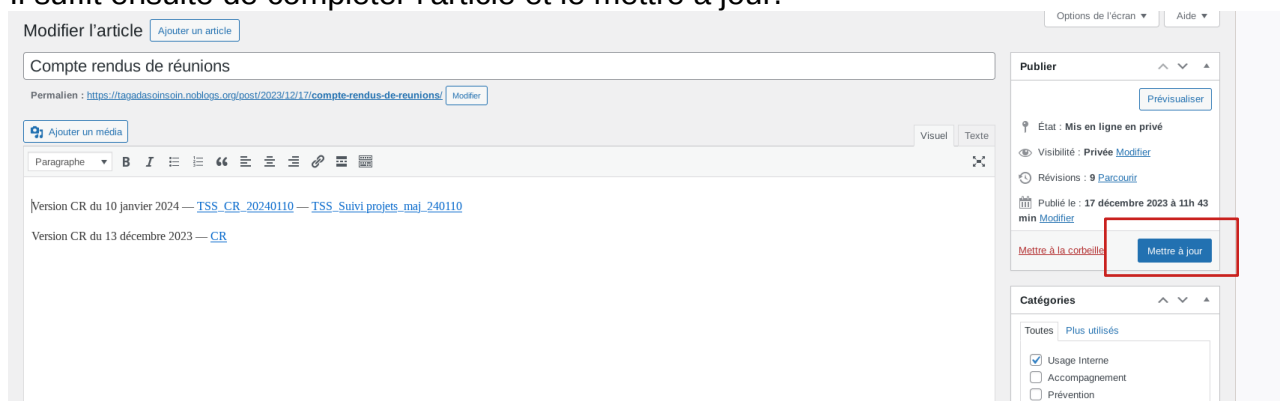 Il suffit ensuite de compléter l'article et le mettre à jour.
Options de l'écran ▼ Aide ▼
Modifier l'article Ajouter un article
Compte rendus de réunions
Permalien : https://tagadasoinsoin.noblogs.org/post/2023/12/17/compte-rendus-de-reunions/ Modifier
Ajouter un média
Visuel Texte
Paragraphe ▼ B I
Version CR du 10 janvier 2024 — TSS_CR_20240110 — TSS_Suivi projets_maj_240110
Version CR du 13 décembre 2023 — CR
Publier
Prévisualiser
État : Mis en ligne en privé
Visibilité : Privée Modifier
Révisions : 9 Parcourir
Publié le : 17 décembre 2023 à 11h 43
min Modifier
Mettre à la corbeille Mettre à jour
Catégories
Toutes Plus utilisés
Usage Interne
Accompagnement
Prévention